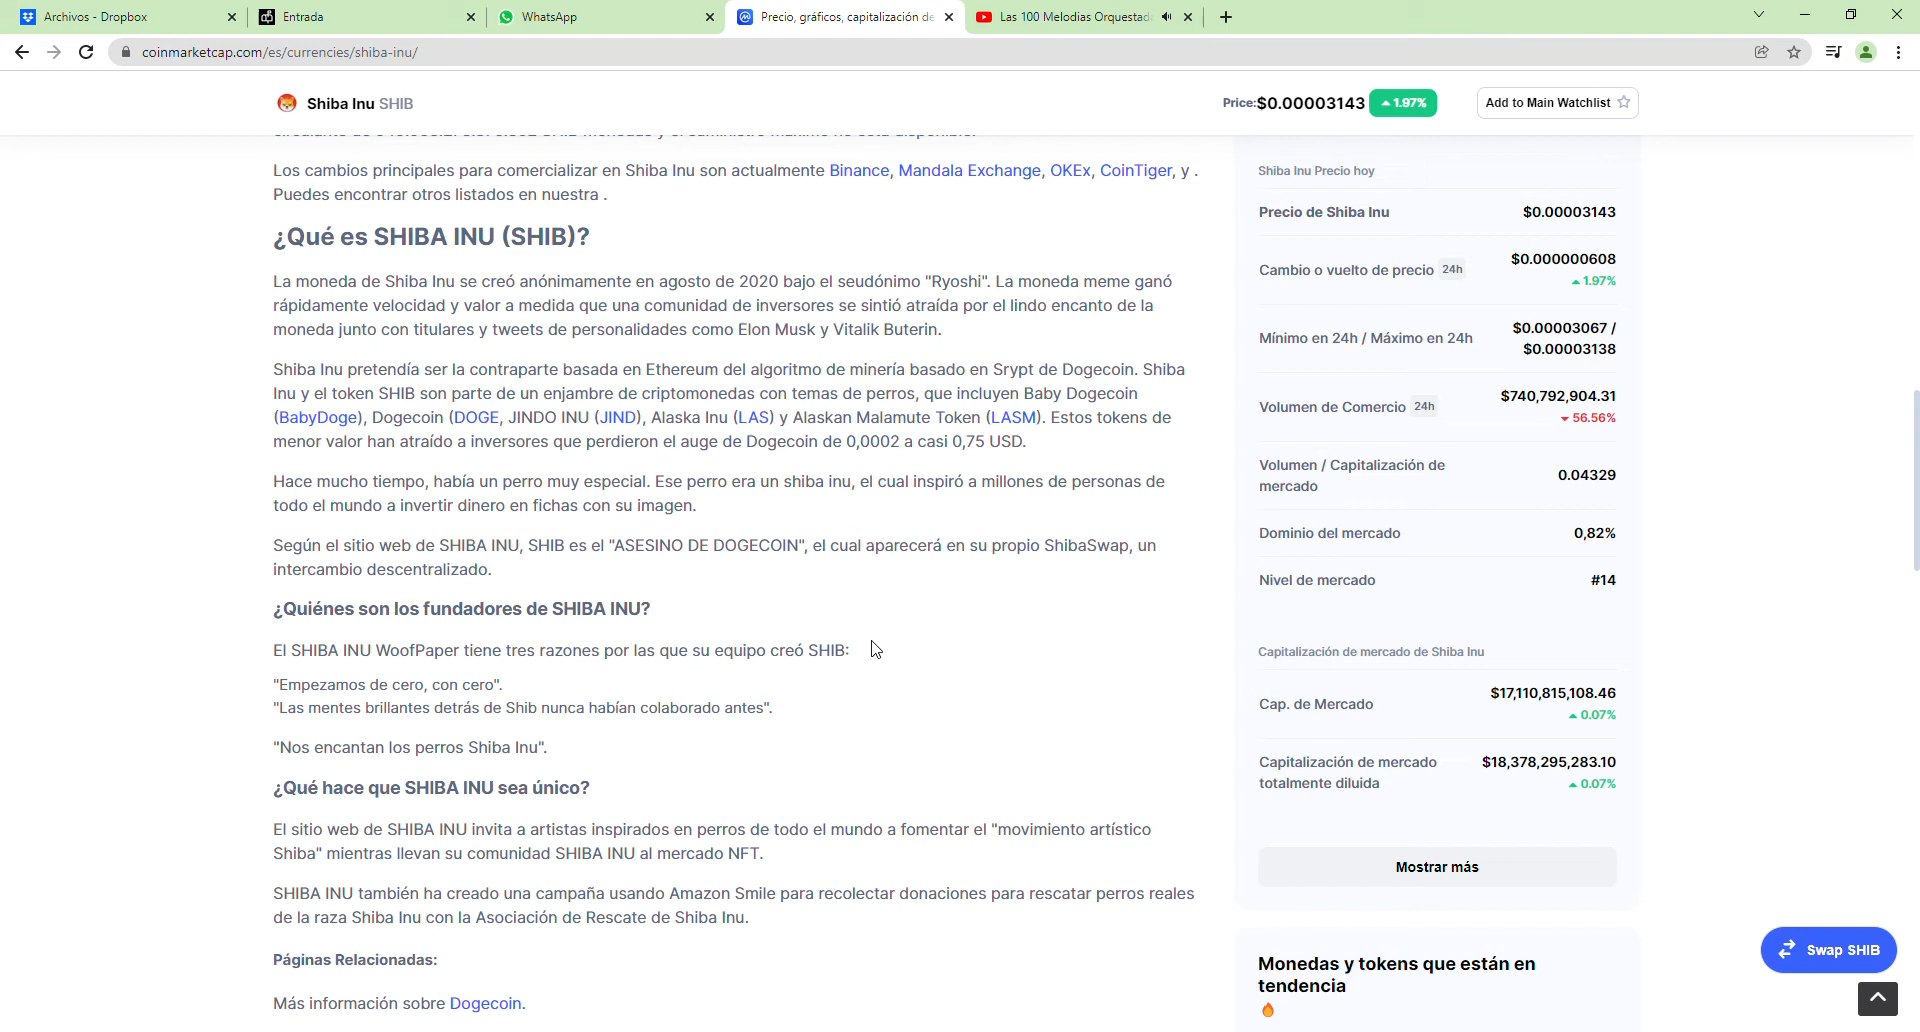 Archivos - Dropbox
Entrada
WhatsApp
Precio, gráficos, capitalización de
Las 100 Melodias Orquestad
coinmarketcap.com/es/currencies/shiba-inu/
Shiba Inu SHIB
Price:$0.00003143
1.97%
Add to Main Watchlist
Los cambios principales para comercializar en Shiba Inu son actualmente Binance, Mandala Exchange, OKEx, CoinTiger, y .
Puedes encontrar otros listados en nuestra .
¿Qué es SHIBA INU (SHIB)?
La moneda de Shiba Inu se creó anónimamente en agosto de 2020 bajo el seudónimo "Ryoshi". La moneda meme ganó
rápidamente velocidad y valor a medida que una comunidad de inversores se sintió atraída por el lindo encanto de la
moneda junto con titulares y tweets de personalidades como Elon Musk y Vitalik Buterin.
Shiba Inu pretendía ser la contraparte basada en Ethereum del algoritmo de minería basado en Srypt de Dogecoin. Shiba
Inu y el token SHIB son parte de un enjambre de criptomonedas con temas de perros, que incluyen Baby Dogecoin
(BabyDoge), Dogecoin (DOGE, JINDO INU (JIND), Alaska Inu (LAS) y Alaskan Malamute Token (LASM). Estos tokens de
menor valor han atraído a inversores que perdieron el auge de Dogecoin de 0,0002 a casi 0,75 USD.
Hace mucho tiempo, había un perro muy especial. Ese perro era un shiba inu, el cual inspiró a millones de personas de
todo el mundo a invertir dinero en fichas con su imagen.
Según el sitio web de SHIBA INU, SHIB es el "ASESINO DE DOGECOIN", el cual aparecerá en su propio ShibaSwap, un
intercambio descentralizado.
¿Quiénes son los fundadores de SHIBA INU?
El SHIBA INU WoofPaper tiene tres razones por las que su equipo creó SHIB:
"Empezamos de cero, con cero".
"Las mentes brillantes detrás de Shib nunca habían colaborado antes".
"Nos encantan los perros Shiba Inu".
¿Qué hace que SHIBA INU sea único?
El sitio web de SHIBA INU invita a artistas inspirados en perros de todo el mundo a fomentar el "movimiento artístico
Shiba" mientras llevan su comunidad SHIBA INU al mercado NFT.
SHIBA INU también ha creado una campaña usando Amazon Smile para recolectar donaciones para rescatar perros reales
de la raza Shiba Inu con la Asociación de Rescate de Shiba Inu.
Páginas Relacionadas:
Más información sobre Dogecoin.
Shiba Inu Precio hoy
Precio de Shiba Inu
$0.00003143
Cambio o vuelto de precio 24h
$0.000000608
1.97%
Mínimo en 24h / Máximo en 24h
$0.00003067 /
$0.00003138
Volumen de Comercio 24h
$740,792,904.31
56.56%
Volumen / Capitalización de
mercado
0.04329
Dominio del mercado
0,82%
Nivel de mercado
#14
Capitalización de mercado de Shiba Inu
Cap. de Mercado
$17,110,815,108.46
0.07%
Capitalización de mercado
totalmente diluida
$18,378,295,283.10
0.07%
Mostrar más
Monedas y tokens que están en
tendencia
Swap SHIB